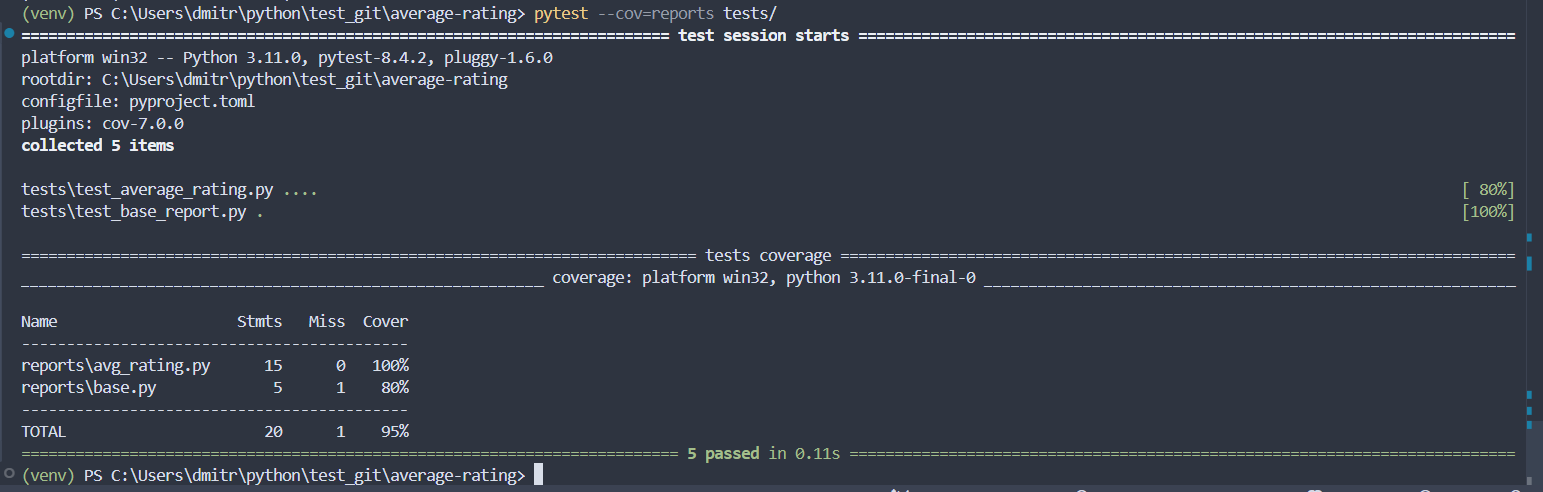 (venv) PS C:\Users\dmitr\python\test_git\average-rating> pytest --cov=reports tests/
======================================================================== test session starts =========================================================================
platform win32 -- Python 3.11.0, pytest-8.4.2, pluggy-1.6.0
rootdir: C:\Users\dmitr\python\test_git\average-rating
configfile: pyproject.toml
plugins: cov-7.0.0
collected 5 items
tests\test_average_rating.py .... [ 80%]
tests\test_base_report.py . [100%]
=========================================================================== tests coverage ===========================================================================
__________________________________________________________ coverage: platform win32, python 3.11.0-final-0 ___________________________________________________________
Name                    Stmts   Miss  Cover
-------------------------------------------
reports\avg_rating.py      15      0   100%
reports\base.py             5      1    80%
-------------------------------------------
TOTAL                      20      1    95%
========================================================================= 5 passed in 0.11s ==========================================================================
(venv) PS C:\Users\dmitr\python\test_git\average-rating>